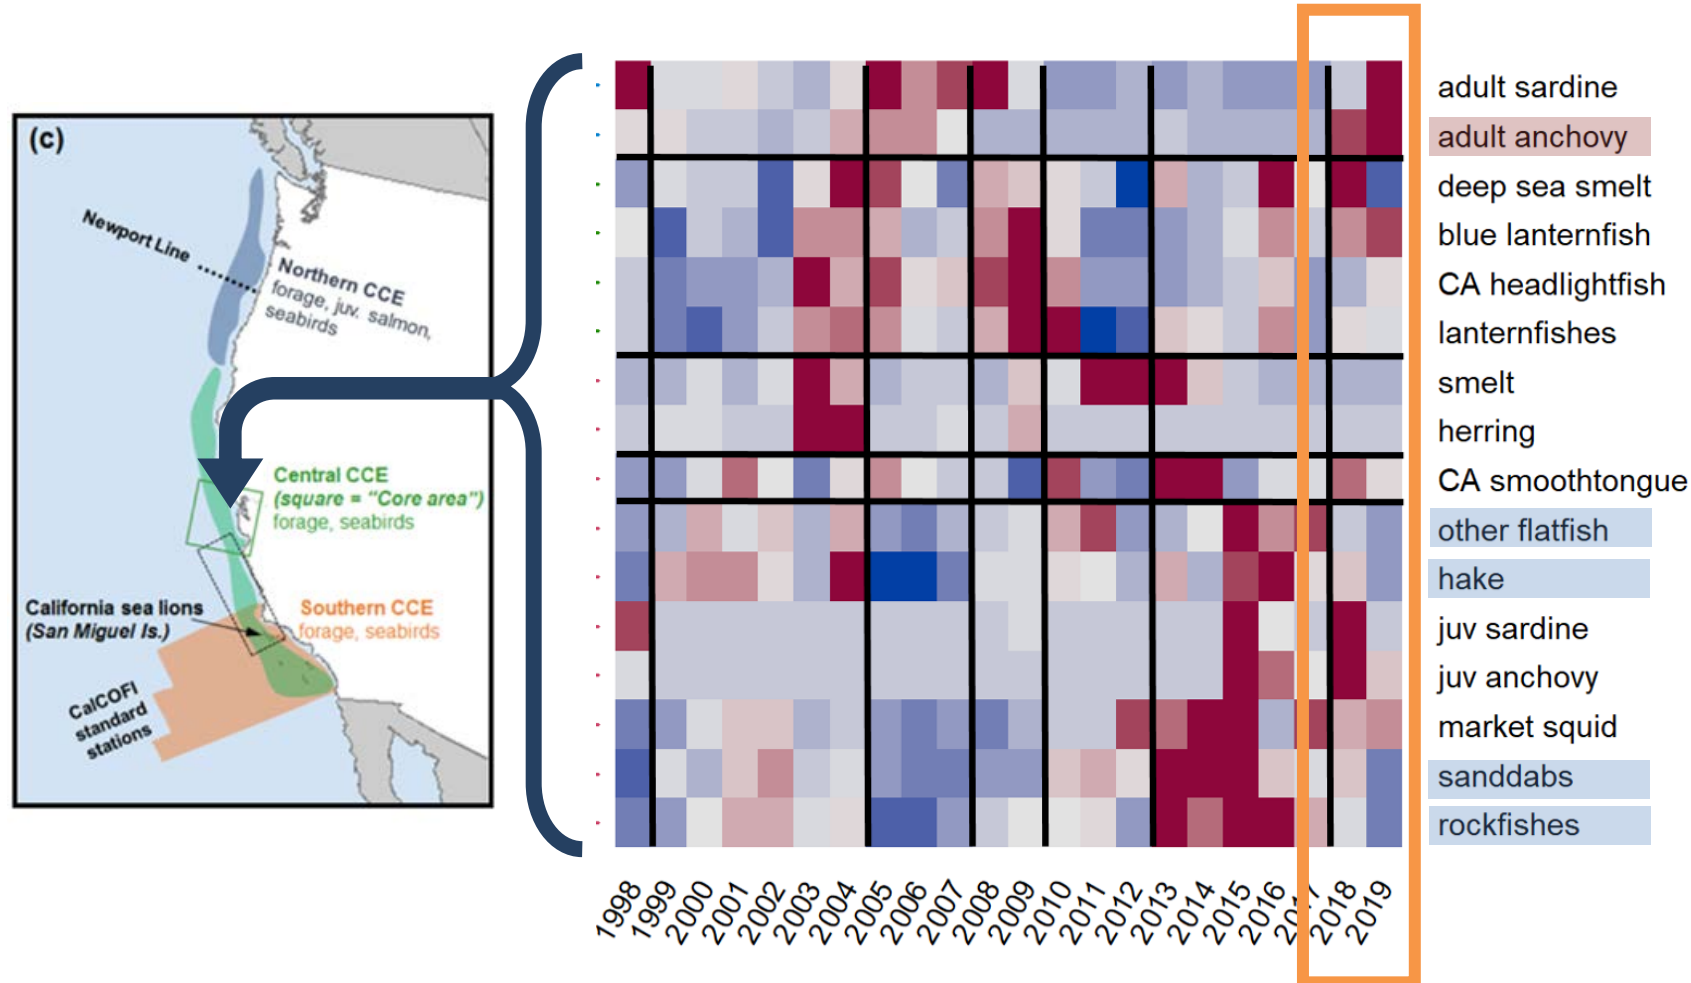 (c)
Newport Line
Northern CCE
forage, juv. salmon,
seabirds
Central CCE
(square = “Core area”)
forage, seabirds
California sea lions
(San Miguel Is.)
Southern CCE
forage, seabirds
CalCOFI
standard
stations
adult sardine
adult anchovy
deep sea smelt
blue lanternfish
CA headlightfish
lanternfishes
smelt
herring
CA smoothtongue
other flatfish
hake
juv sardine
juv anchovy
market squid
sanddabs
rockfishes
1998
1999
2000
2001
2002
2003
2004
2005
2006
2007
2008
2009
2010
2011
2012
2013
2014
2015
2016
2017
2018
2019